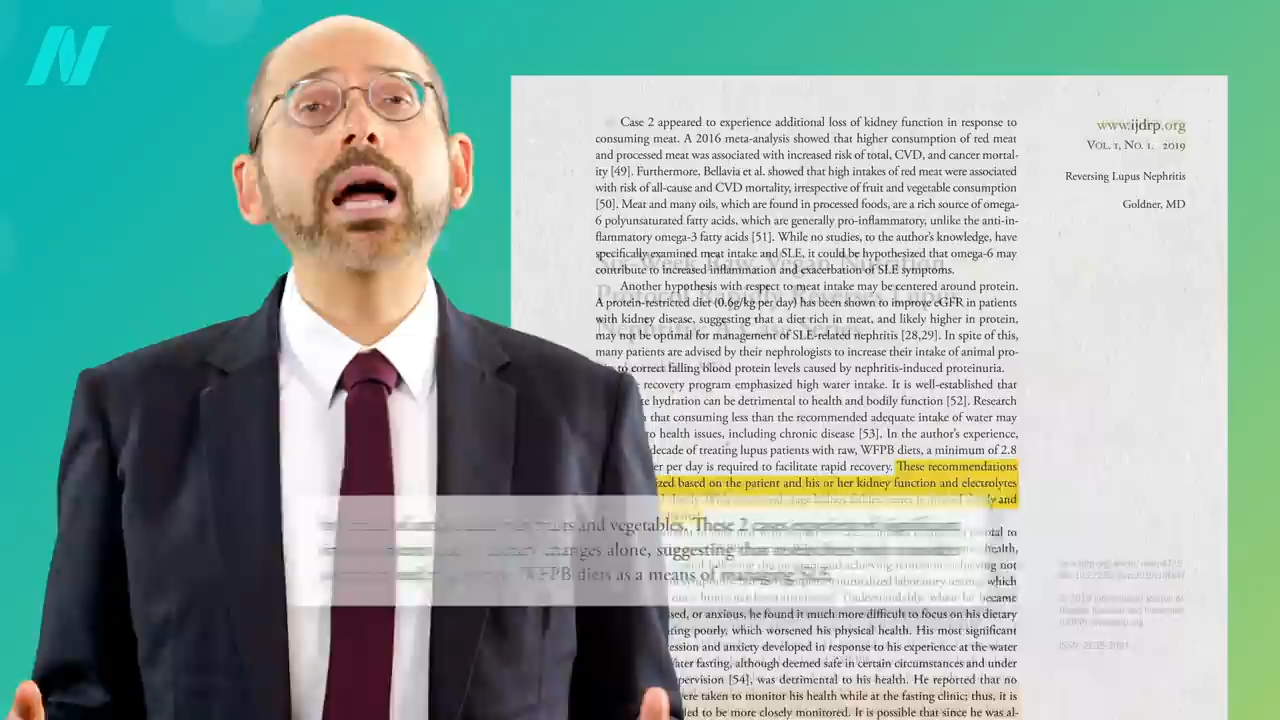 Case 2 appeared to experience additional loss of kidney function in response to
consuming meat. A 2016 meta-analysis showed that higher consumption of red meat
and processed meat was associated with increased risk of total, CVD, and cancer mortal-
ity [49]. Furthermore, Bellavia et al. showed that high intakes of red meat were associated
with risk of all-cause and CVD mortality, irrespective of fruit and vegetable consumption
[50]. Meat and many oils, which are found in processed foods, are a rich source of omega-
6 polyunsaturated fatty acids, which are generally pro-inflammatory, unlike the anti-in-
flammatory omega-3 fatty acids [51]. While no studies, to the author's knowledge, have
specifically examined meat intake and SLE, it could be hypothesized that omega-6 may
contribute to increased inflammation and exacerbation of SLE symptoms.
Another hypothesis with respect to meat intake may be centered around protein.
A protein-restricted diet (0.6g/kg per day) has been shown to improve eGFR in patients
with kidney disease, suggesting that a diet rich in meat, and likely higher in protein,
may not be optimal for management of SLE-related nephritis [28,29]. In spite of this,
many patients are advised by their nephrologists to increase their intake of animal pro-
to correct falling blood protein levels caused by nephritis-induced proteinuria.
recovery program emphasized high water intake. It is well-established that
hydration can be detrimental to health and bodily function [52]. Research
that consuming less than the recommended adequate intake of water may
to health issues, including chronic disease [53]. In the author's experience,
decade of treating lupus patients with raw, WFPB diets, a minimum of 2.8
per day is required to facilitate rapid recovery. These recommendations
based on the patient and his or her kidney function and electrolytes
and
and vegetables. These 2 cases
changes alone, suggesting
WFPB diets as a means of managing SLE.
health,
not
which
became
or anxious, he found it much more difficult to focus on his dietary
poorly, which worsened his physical health. His most significant
and anxiety developed in response to his experience at the water
fasting, although deemed safe in certain circumstances and under
[54], was detrimental to his health. He reported that no
were taken to monitor his health while at the fasting clinic; thus, it is
to be more closely monitored. It is possible that since he was al-
www.ijdrp.org
Vol. 1, No. 1. 2019
Reversing Lupus Nephritis
Goldner, MD